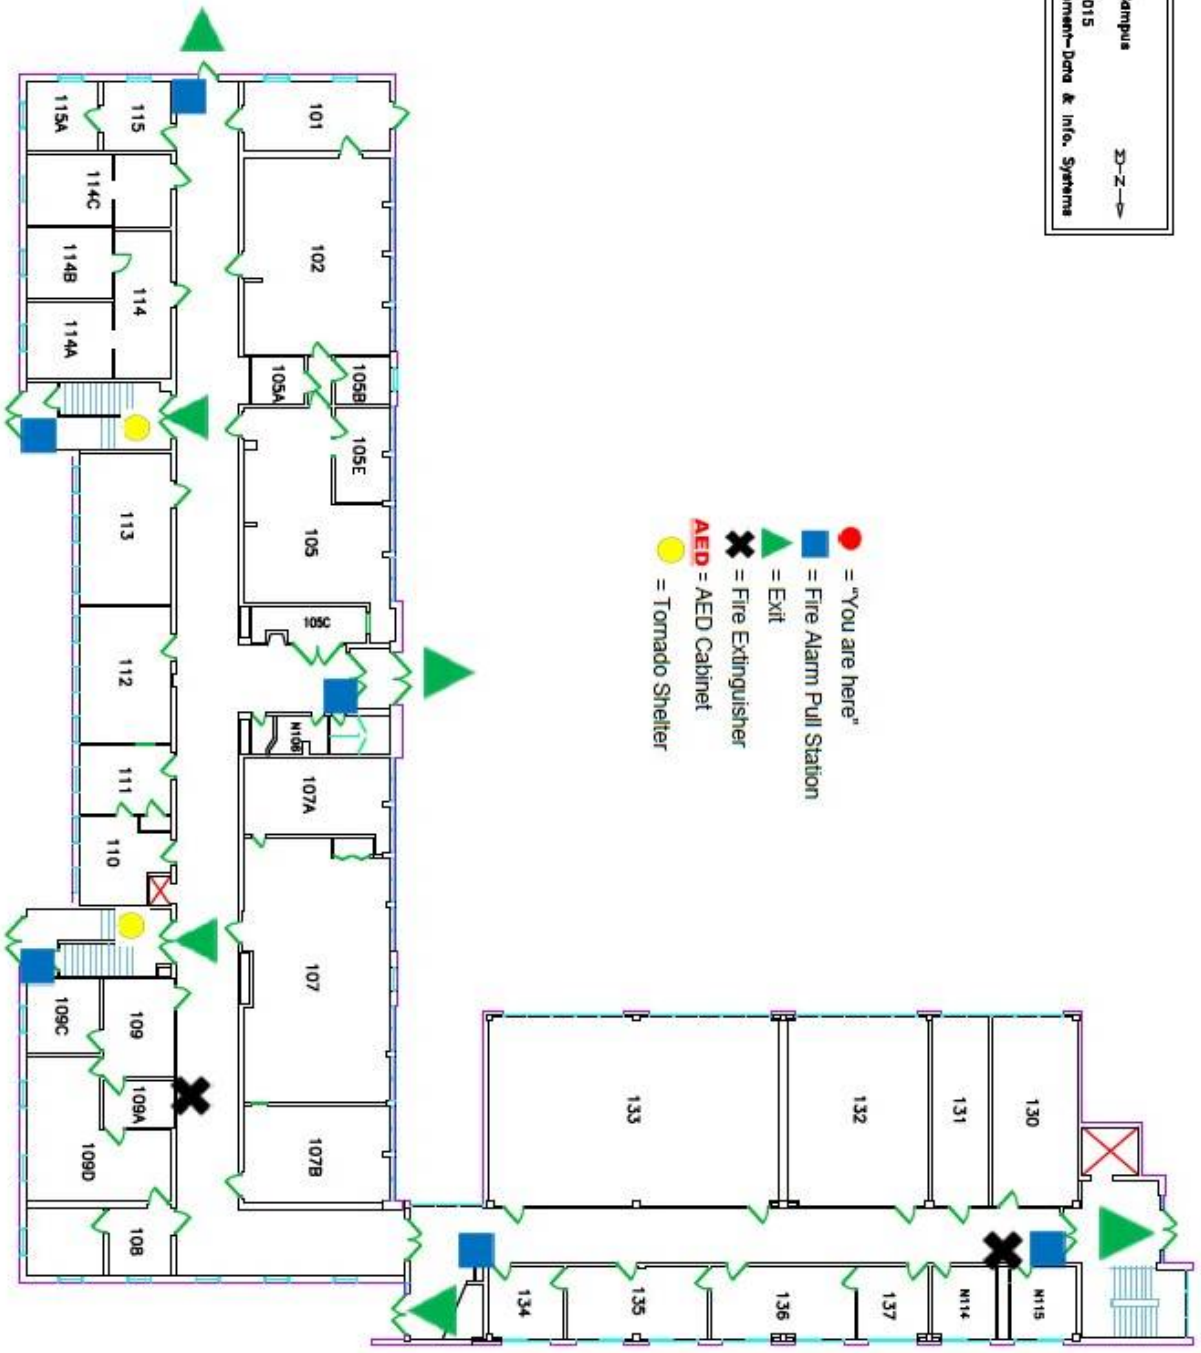 ampus N
015
ment-Data & Info. Systems
= "You are here"
= Fire Alarm Pull Station
= Exit
= Fire Extinguisher
AED = AED Cabinet
= Tornado Shelter
130
N115
131
N114
132
137
136
133
135
134
101
102
105B
105E
105A
105
105C
N106
107A
107
107B
115
115A
114C
114
114B
114A
113
112
111
110
109
109A
109C
109D
108